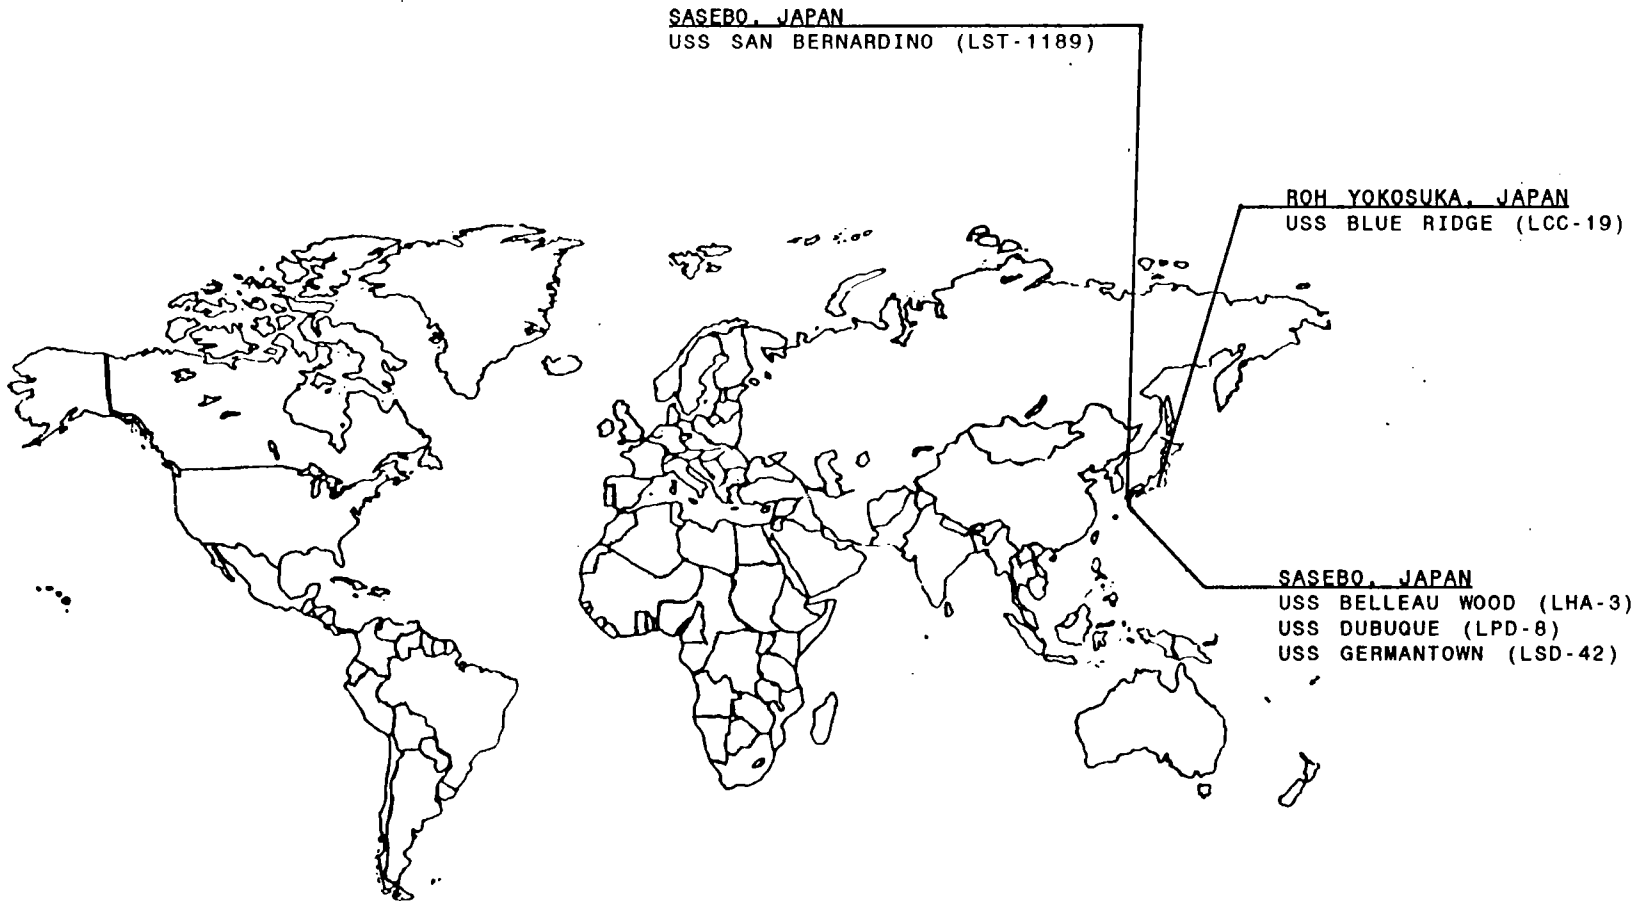 SASEBO, JAPAN
USS SAN BERNARDINO (LST-1189)
ROH YOKOSUKA, JAPAN
USS BLUE RIDGE (LCC-19)
SASEBO, JAPAN
USS BELLEAU WOOD (LHA-3)
USS DUBUQUE (LPD-8)
USS GERMANTOWN (LSD-42)